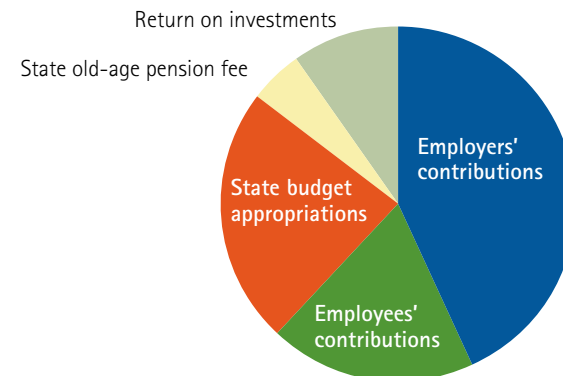 Return on investments
State old-age pension fee
Employers’
contributions
State budget
appropriations
Employees’
contributions